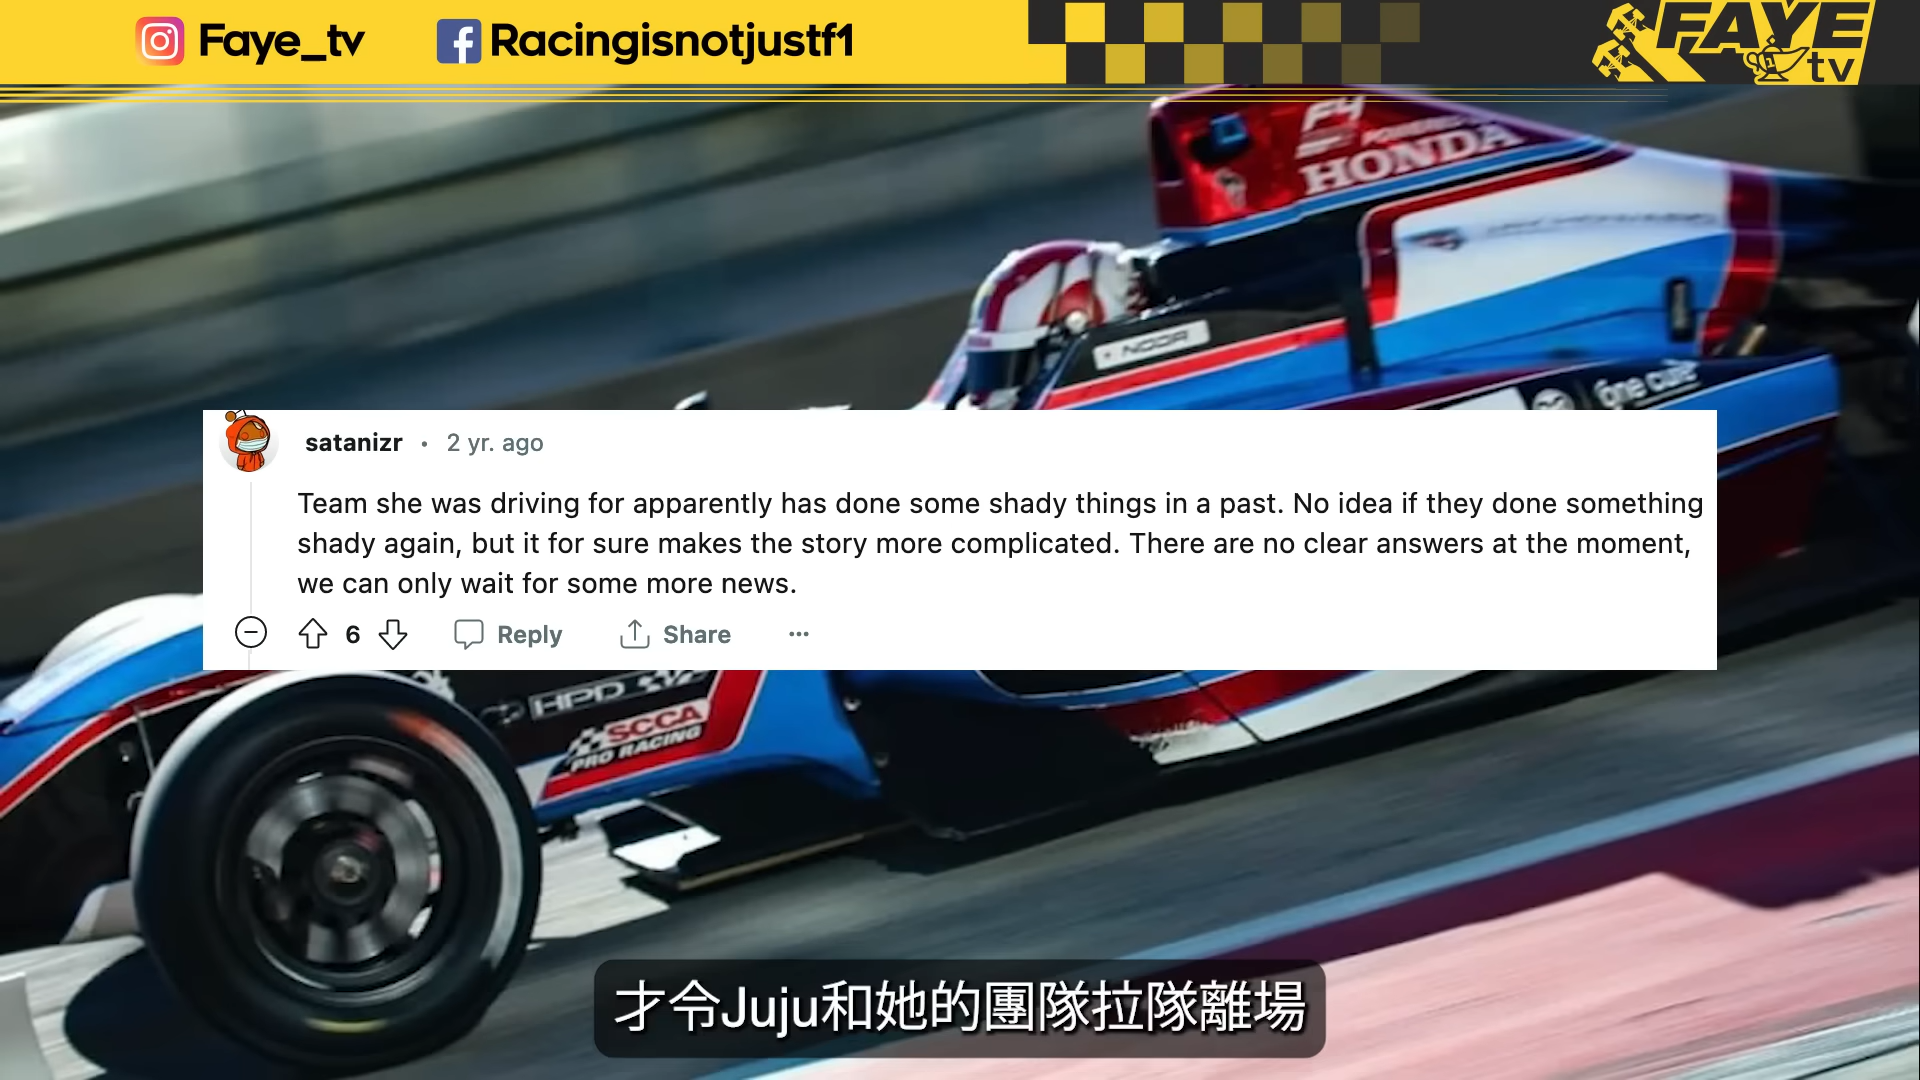 Faye_tv
Racingisnotjustf1
FAYE
tv
F4
HONDA
NODA
one cure
satanizr • 2 yr. ago
Team she was driving for apparently has done some shady things in a past. No idea if they done something
shady again, but it for sure makes the story more complicated. There are no clear answers at the moment,
we can only wait for some more news.
6
Reply
Share
HPD
SCCA
PRO RACING
才令Juju和她的團隊拉隊離場